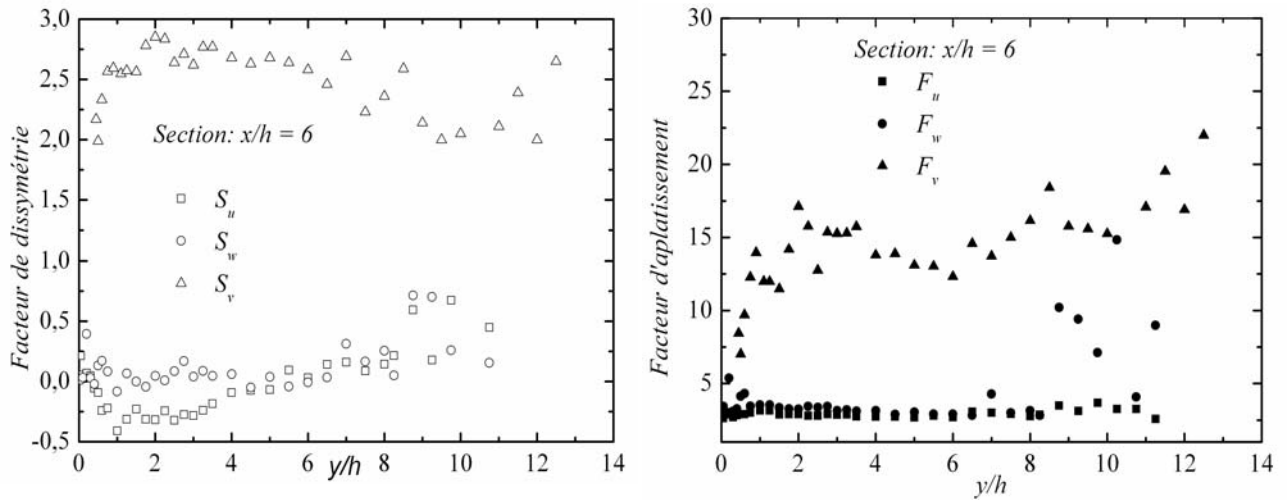 Facteur de dissymétrie
3,0
2,5
2,0
1,5
1,0
0,5
0,0
-0,5
Section: x/h = 6
S_u
S_w
S_v
0 2 4 6 8 10 12 14
y/h
Facteur d'aplatissement
30
25
20
15
10
5
Section: x/h = 6
F_u
F_w
F_v
0 2 4 6 8 10 12 14
y/h